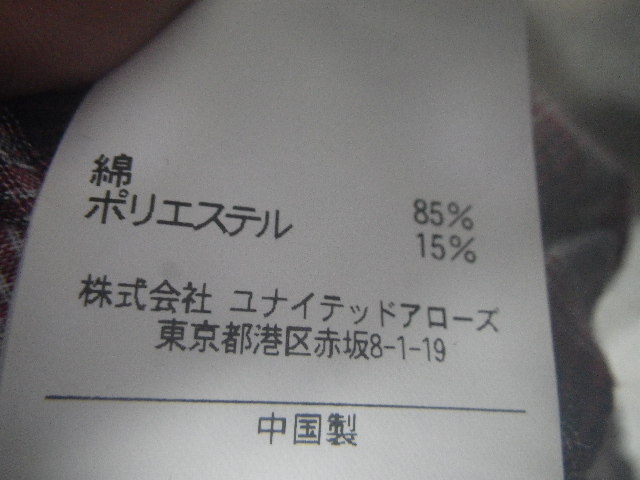 綿 85%
ポリエステル 15%
株式会社 ユナイテッドアローズ
東京都港区赤坂8-1-19
中国製